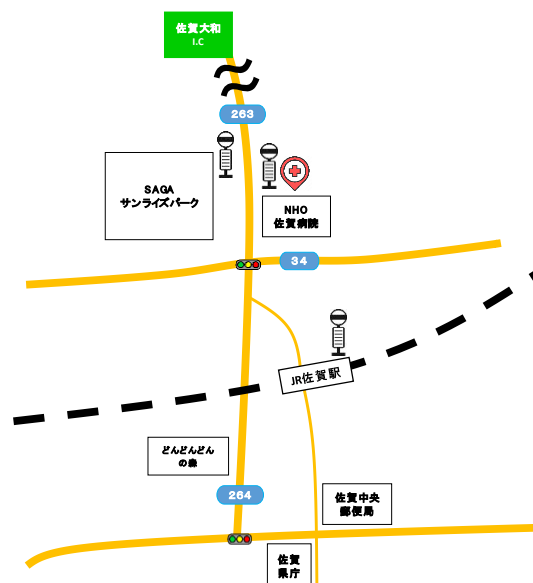 佐賀大和
I.C
263
SAGA
サンライズパーク
NHO
佐賀病院
34
JR佐賀駅
どんどんどん
の森
264
佐賀中央
郵便局
佐賀
県庁